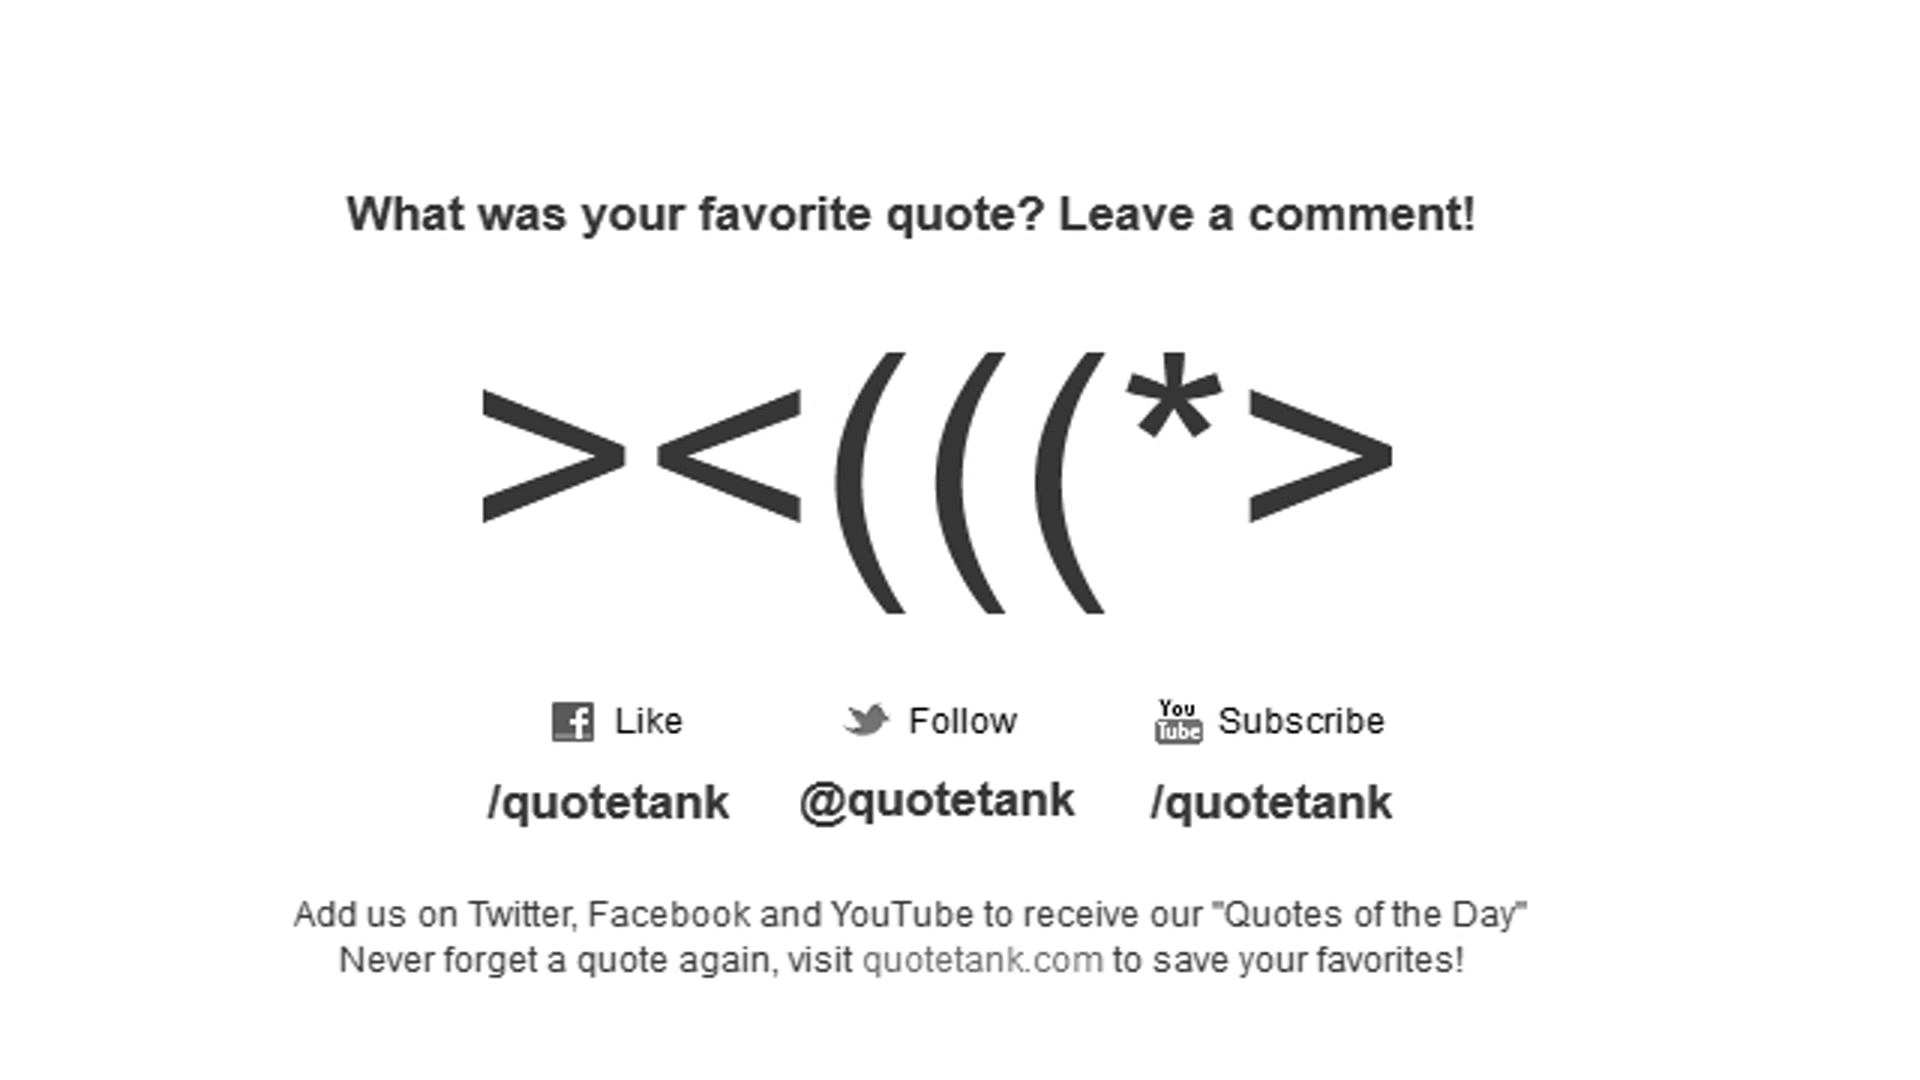 What was your favorite quote? Leave a comment!
><(((*>
f Like Follow You Tube Subscribe
/quotetank @quotetank /quotetank
Add us on Twitter, Facebook and YouTube to receive our "Quotes of the Day"
Never forget a quote again, visit quotetank.com to save your favorites!